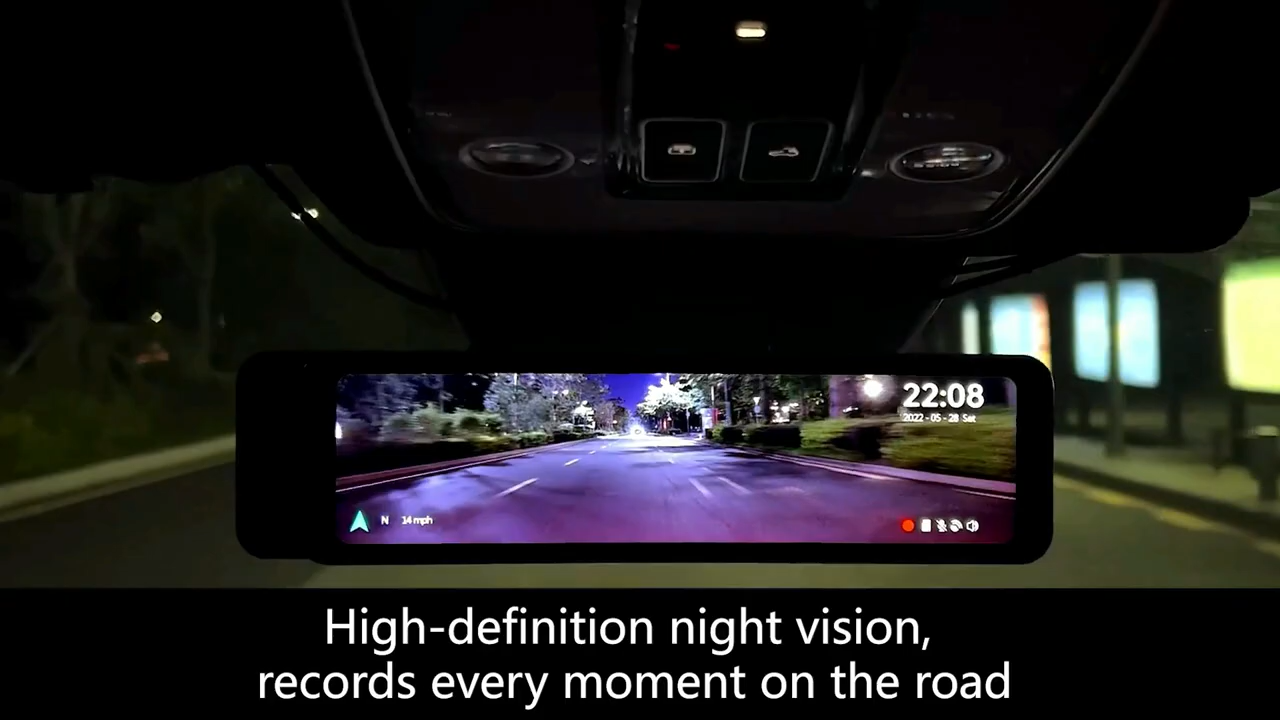 22:08
2022-05-28 Sat
N 14 mph
High-definition night vision,
records every moment on the road